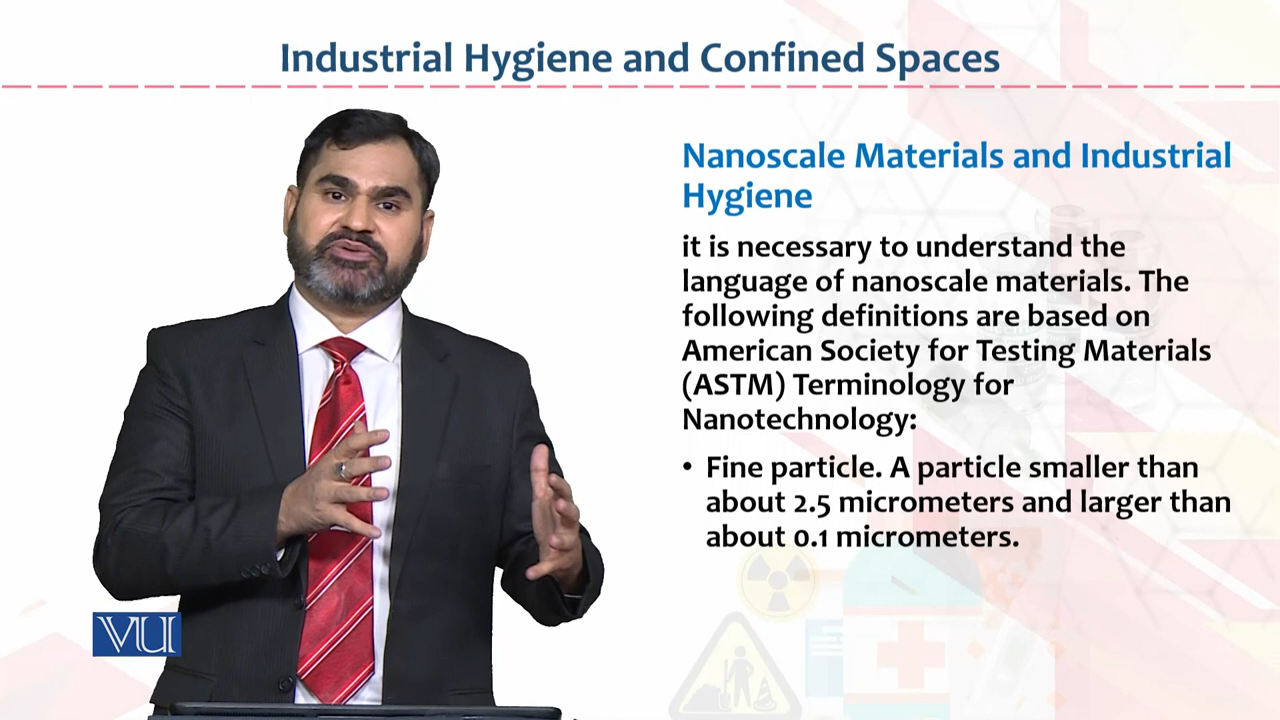 Industrial Hygiene and Confined Spaces
Nanoscale Materials and Industrial
Hygiene
it is necessary to understand the
language of nanoscale materials. The
following definitions are based on
American Society for Testing Materials
(ASTM) Terminology for
Nanotechnology:
• Fine particle. A particle smaller than
about 2.5 micrometers and larger than
about 0.1 micrometers.
VU